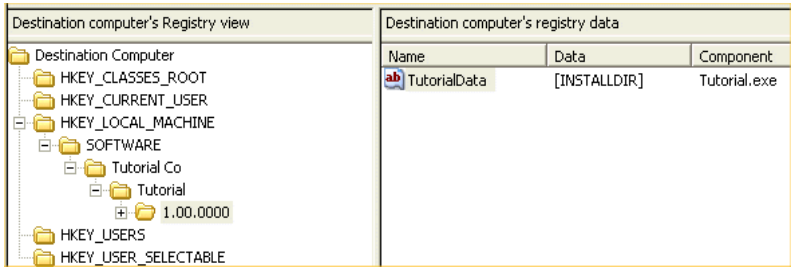 Destination computer's Registry view
Destination Computer
HKEY_CLASSES_ROOT
HKEY_CURRENT_USER
HKEY_LOCAL_MACHINE
SOFTWARE
Tutorial Co
Tutorial
1.00.0000
HKEY_USERS
HKEY_USER_SELECTABLE
Destination computer's registry data
Name Data Component
ab TutorialData [INSTALLDIR] Tutorial.exe